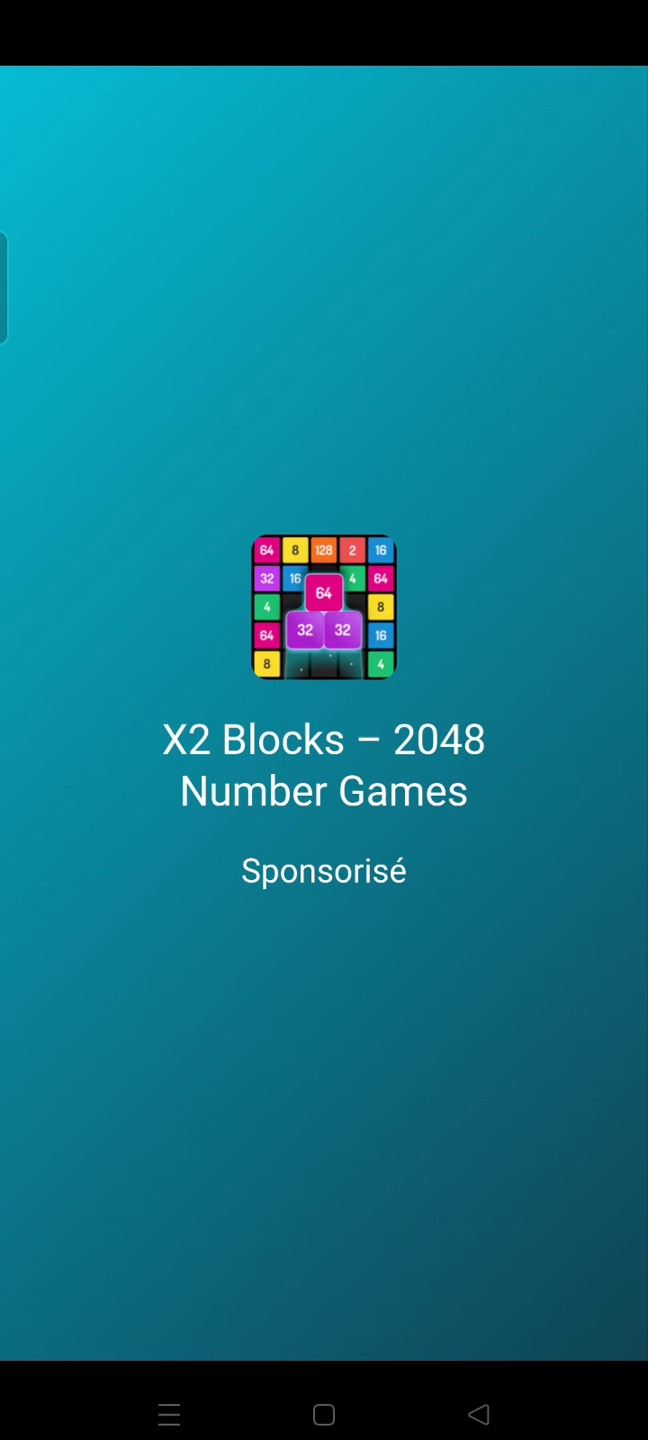 64 8 128 2 16
32 16 4 64
64
4 8
32 32
64 16
8 4
X2 Blocks – 2048
Number Games
Sponsorisé